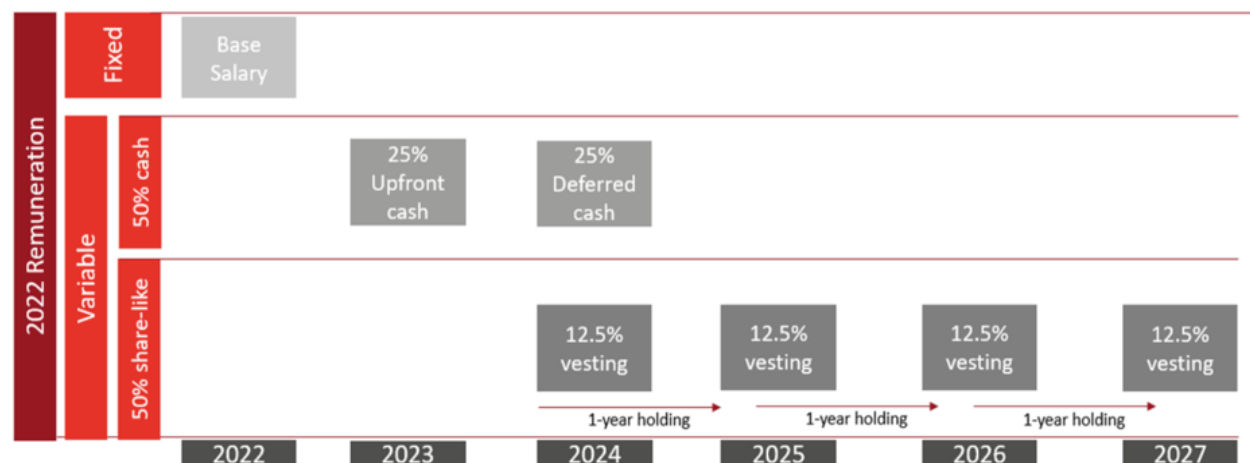 2022 Remuneration
Fixed
Base
Salary
Variable
50% cash
25%
Upfront
cash
25%
Deferred
cash
50% share-like
12.5%
vesting
12.5%
vesting
12.5%
vesting
12.5%
vesting
1-year holding
1-year holding
1-year holding
2022
2023
2024
2025
2026
2027